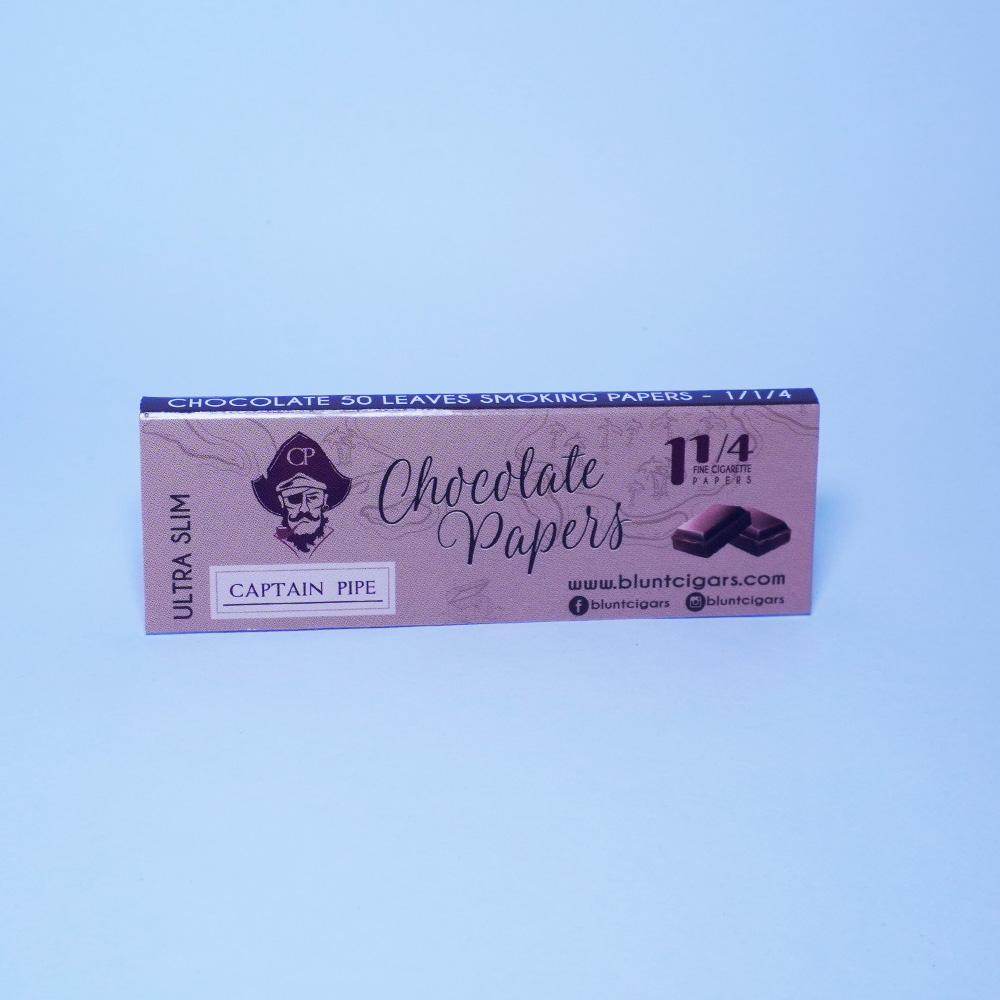 CHOCOLATE 50 LEAVES SMOKING PAPERS - 1/1/4
ULTRA SLIM
CP
CAPTAIN PIPE
Chocolate
Papers
1 1/4
FINE CIGARETTE
PAPERS
www.bluntcigars.com
bluntcigars bluntcigars